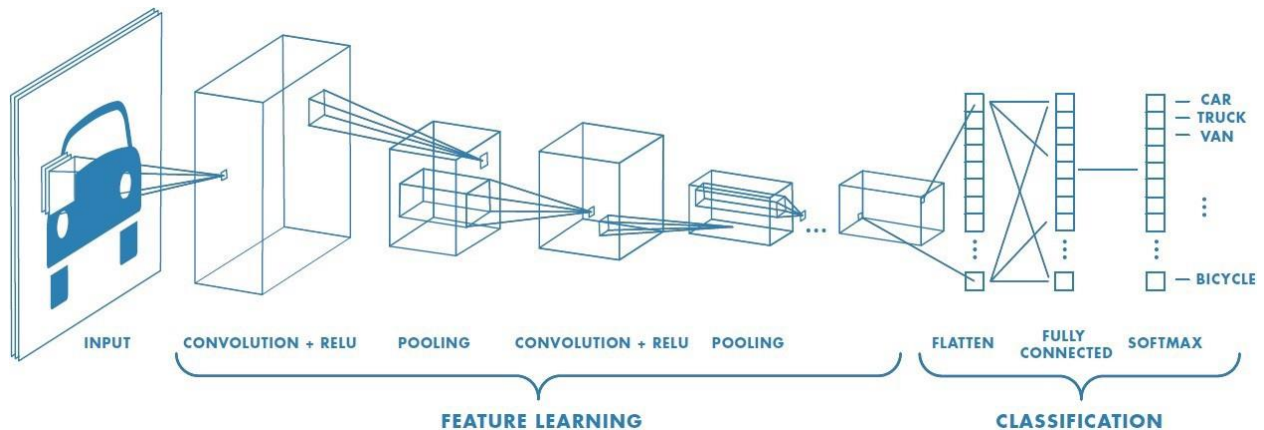 CAR
TRUCK
VAN
BICYCLE
INPUT
CONVOLUTION + RELU
POOLING
CONVOLUTION + RELU
POOLING
FLATTEN
FULLY
CONNECTED
SOFTMAX
FEATURE LEARNING
CLASSIFICATION